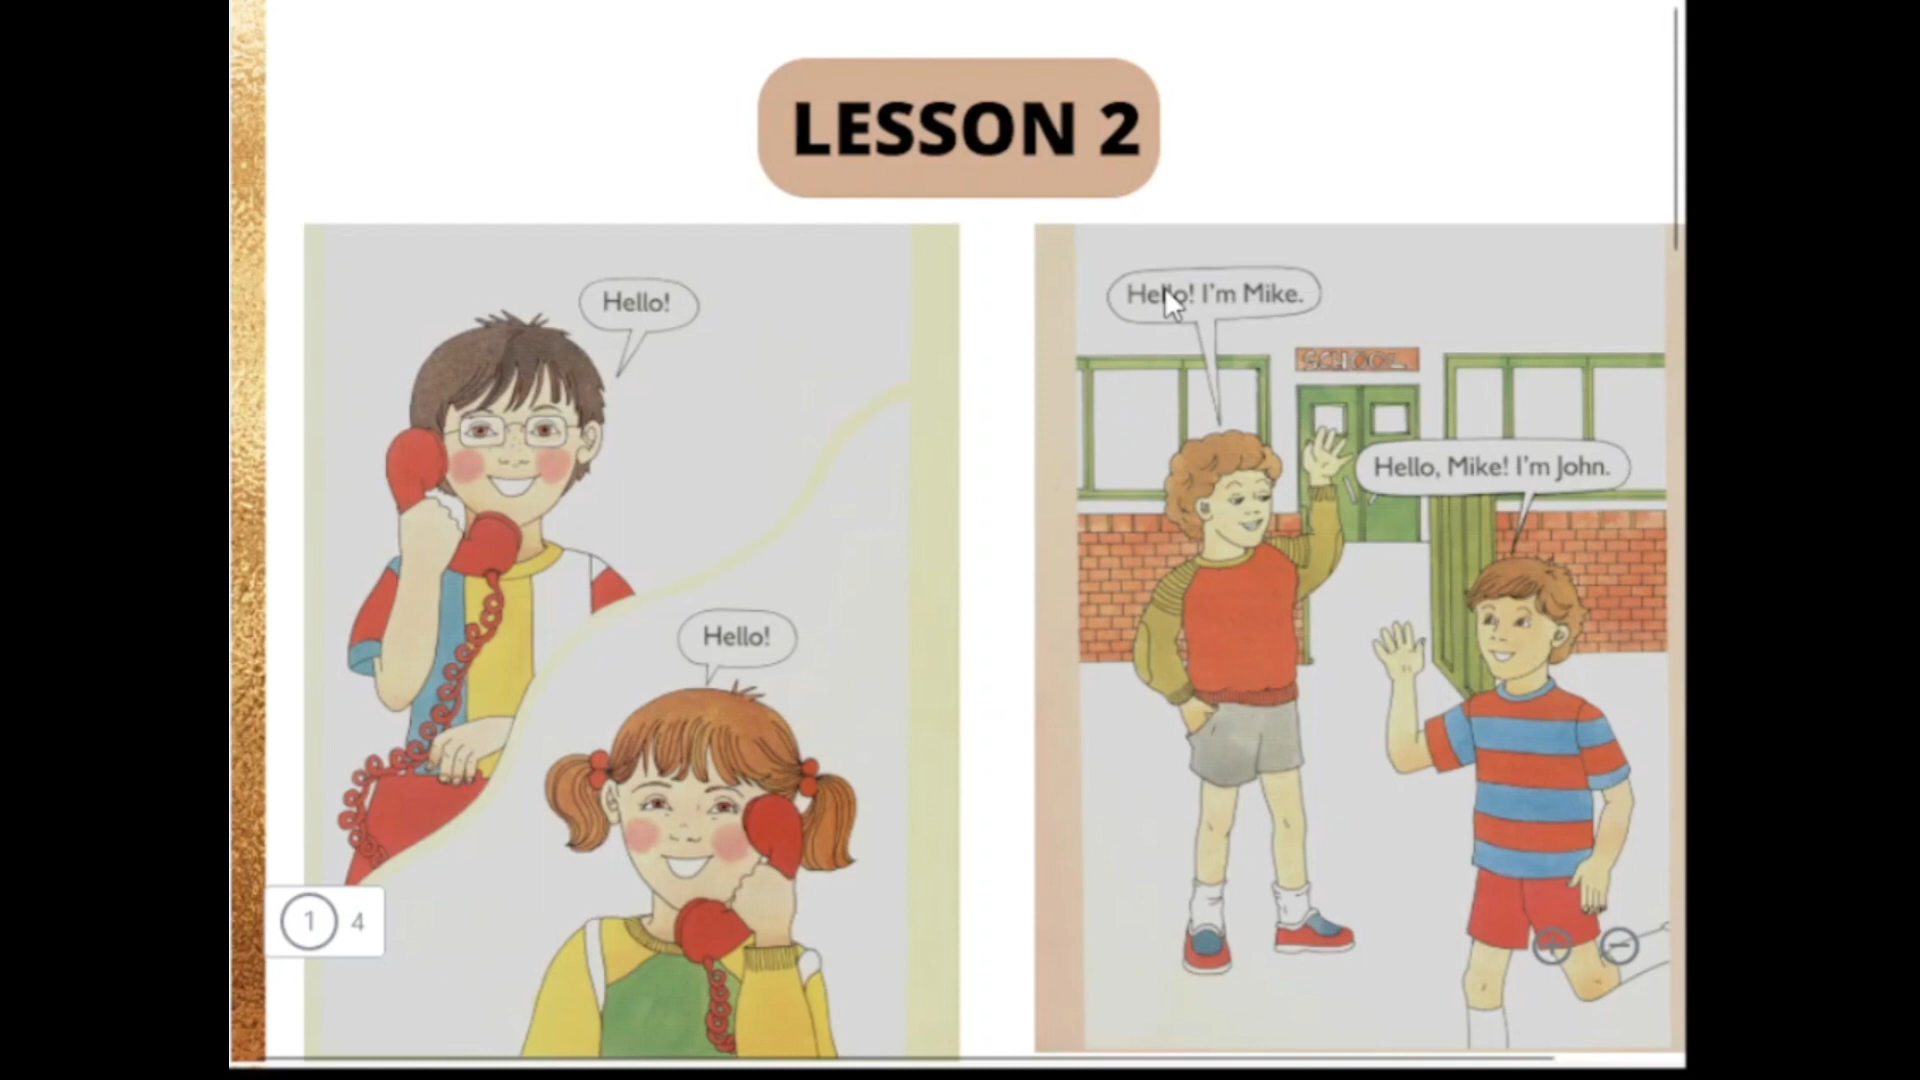 LESSON 2
Hello!
Hello!
Hello! I'm Mike.
SCHOOL
Hello, Mike! I'm John.
1 4